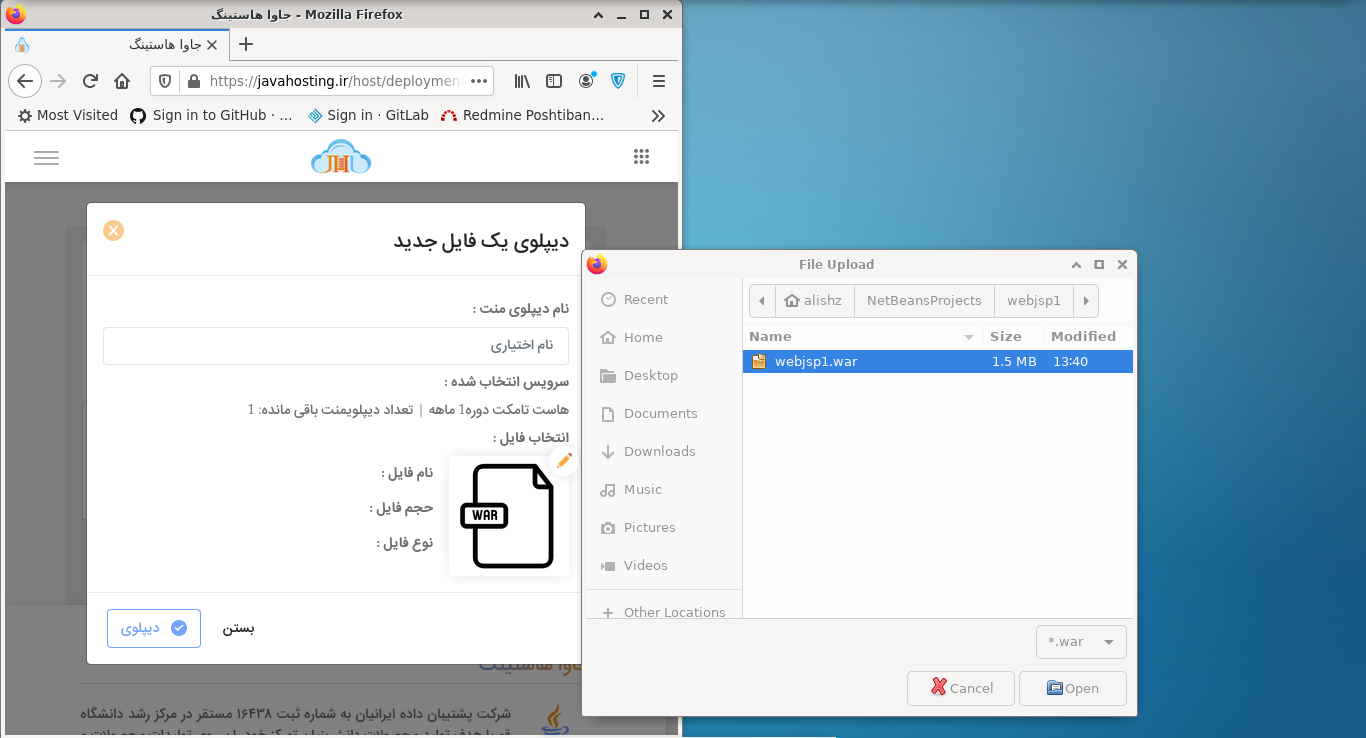 جاوا هاستینگ - Mozilla Firefox
جاوا هاستینگ
https://javahosting.ir/host/deploymen
Most Visited
Sign in to GitHub · …
Sign in · GitLab
Redmine Poshtiban…
دیپلوی یک فایل جدید
نام دیپلوی منت :
نام اختیاری
سرویس انتخاب شده :
هاست تامکت دوره1 ماهه | تعداد دیپلویمنت باقی مانده: 1
انتخاب فایل :
WAR
نام فایل :
حجم فایل :
نوع فایل :
دیپلوی
بستن
جاوا هاستینگ
شرکت پشتیبان داده ایرانیان به شماره ثبت ۱۶۴۳۸ مستقر در مرکز رشد دانشگاه
File Upload
Recent
Home
Desktop
Documents
Downloads
Music
Pictures
Videos
Other Locations
alishz
NetBeansProjects
webjsp1
Name Size Modified
webjsp1.war 1.5 MB 13:40
*.war
Cancel
Open